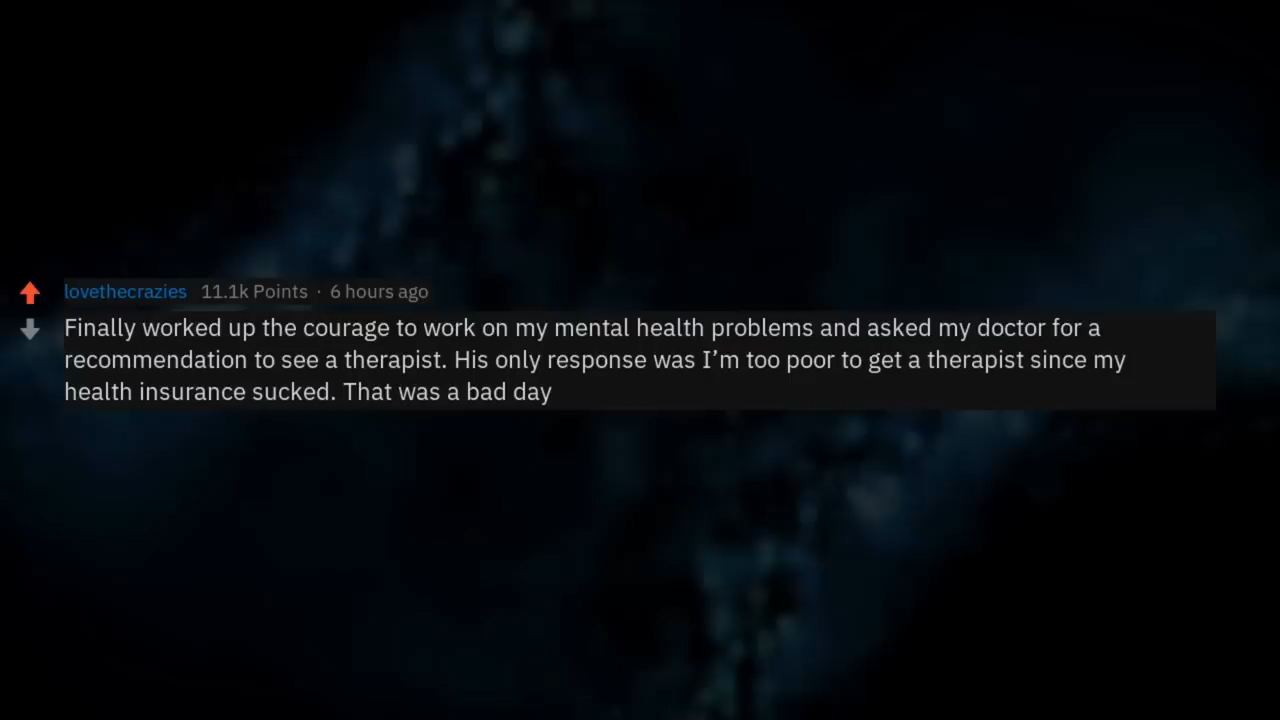 lovethecrazies 11.1k Points · 6 hours ago
Finally worked up the courage to work on my mental health problems and asked my doctor for a
recommendation to see a therapist. His only response was I’m too poor to get a therapist since my
health insurance sucked. That was a bad day